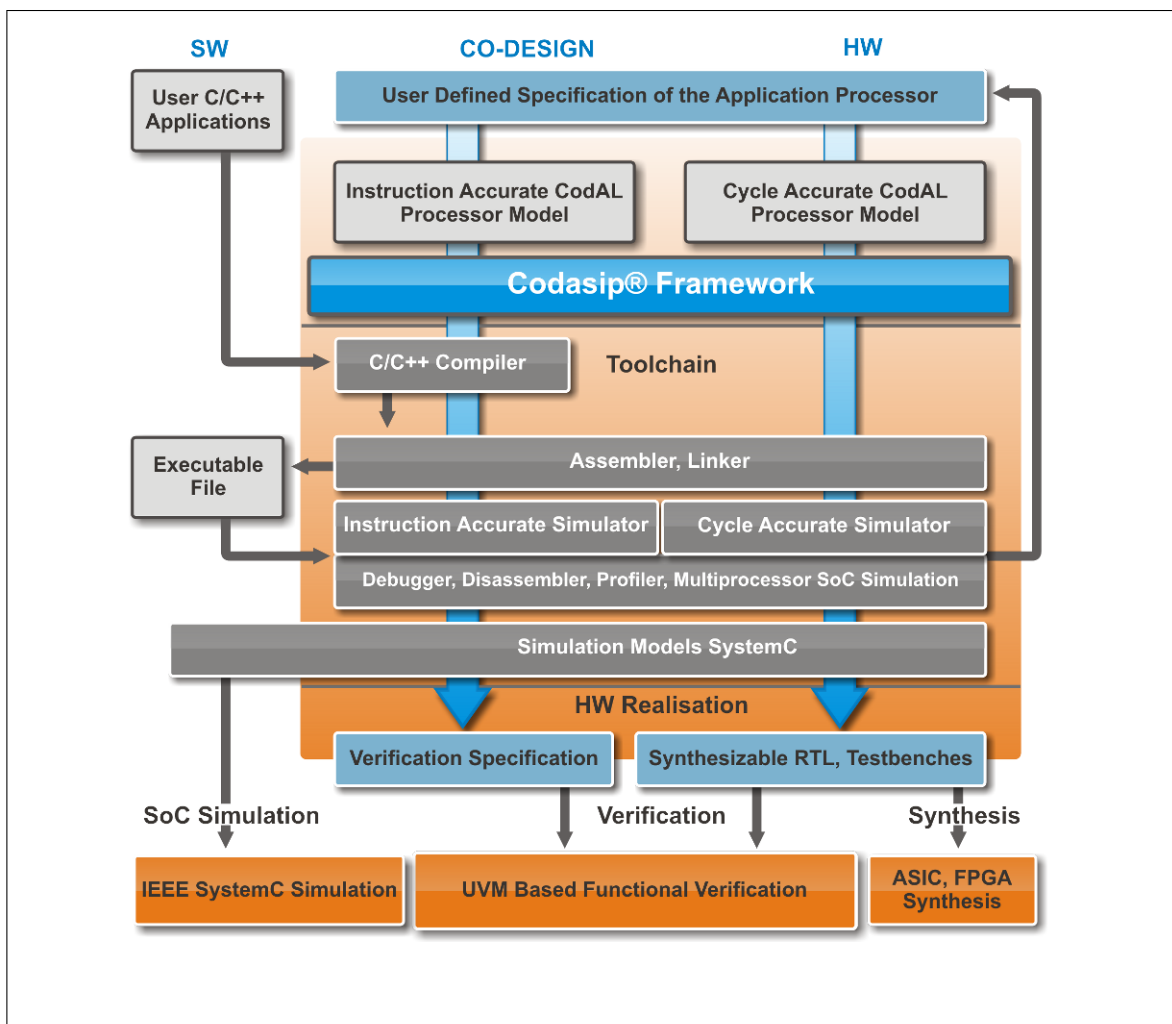 SW
CO-DESIGN
HW
User C/C++
Applications
User Defined Specification of the Application Processor
Instruction Accurate CodAL
Processor Model
Cycle Accurate CodAL
Processor Model
Codasip® Framework
C/C++ Compiler
Toolchain
Executable
File
Assembler, Linker
Instruction Accurate Simulator
Cycle Accurate Simulator
Debugger, Disassembler, Profiler, Multiprocessor SoC Simulation
Simulation Models SystemC
HW Realisation
Verification Specification
Synthesizable RTL, Testbenches
SoC Simulation
Verification
Synthesis
IEEE SystemC Simulation
UVM Based Functional Verification
ASIC, FPGA
Synthesis